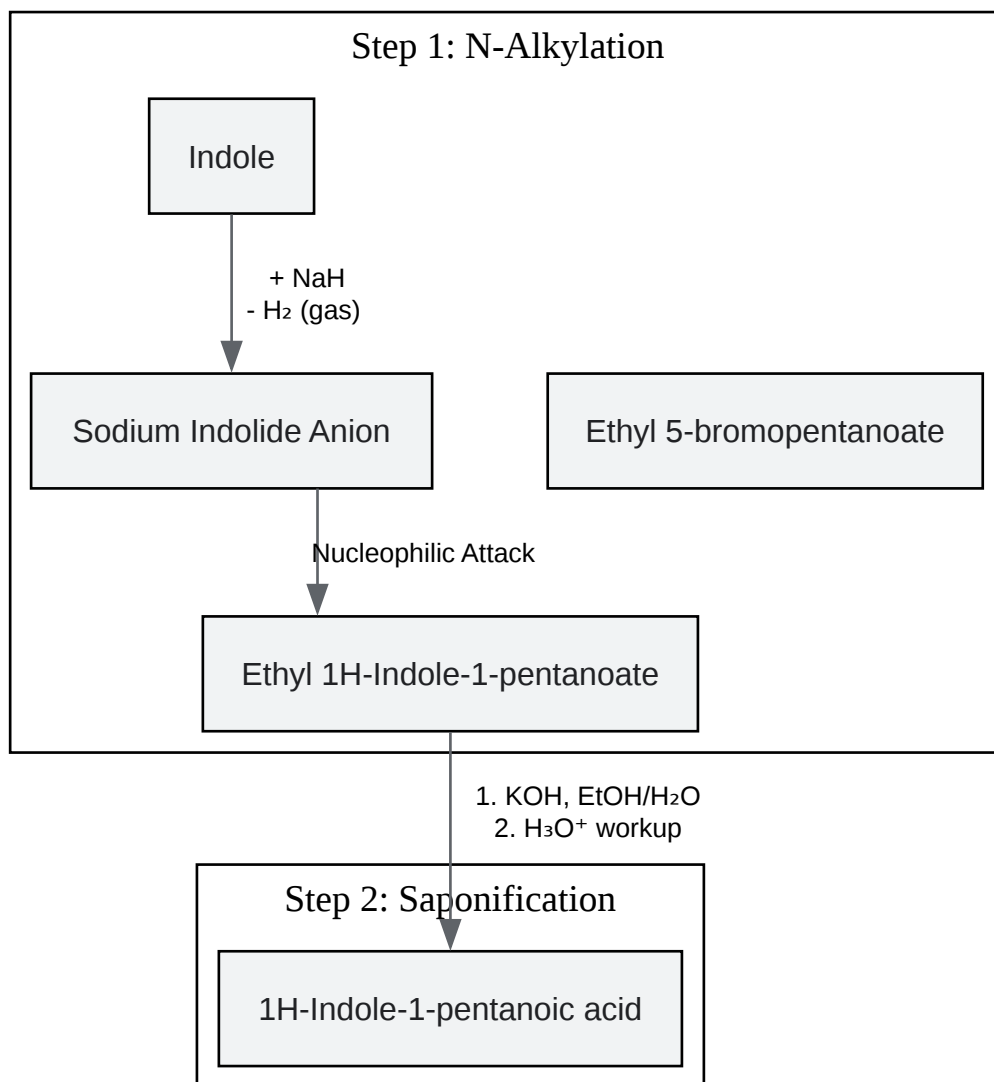 Step 1: N-Alkylation
Indole
+ NaH
- H₂ (gas)
Sodium Indolide Anion
Ethyl 5-bromopentanoate
Nucleophilic Attack
Ethyl 1H-Indole-1-pentanoate
1. KOH, EtOH/H₂O
2. H₃O⁺ workup
Step 2: Saponification
1H-Indole-1-pentanoic acid